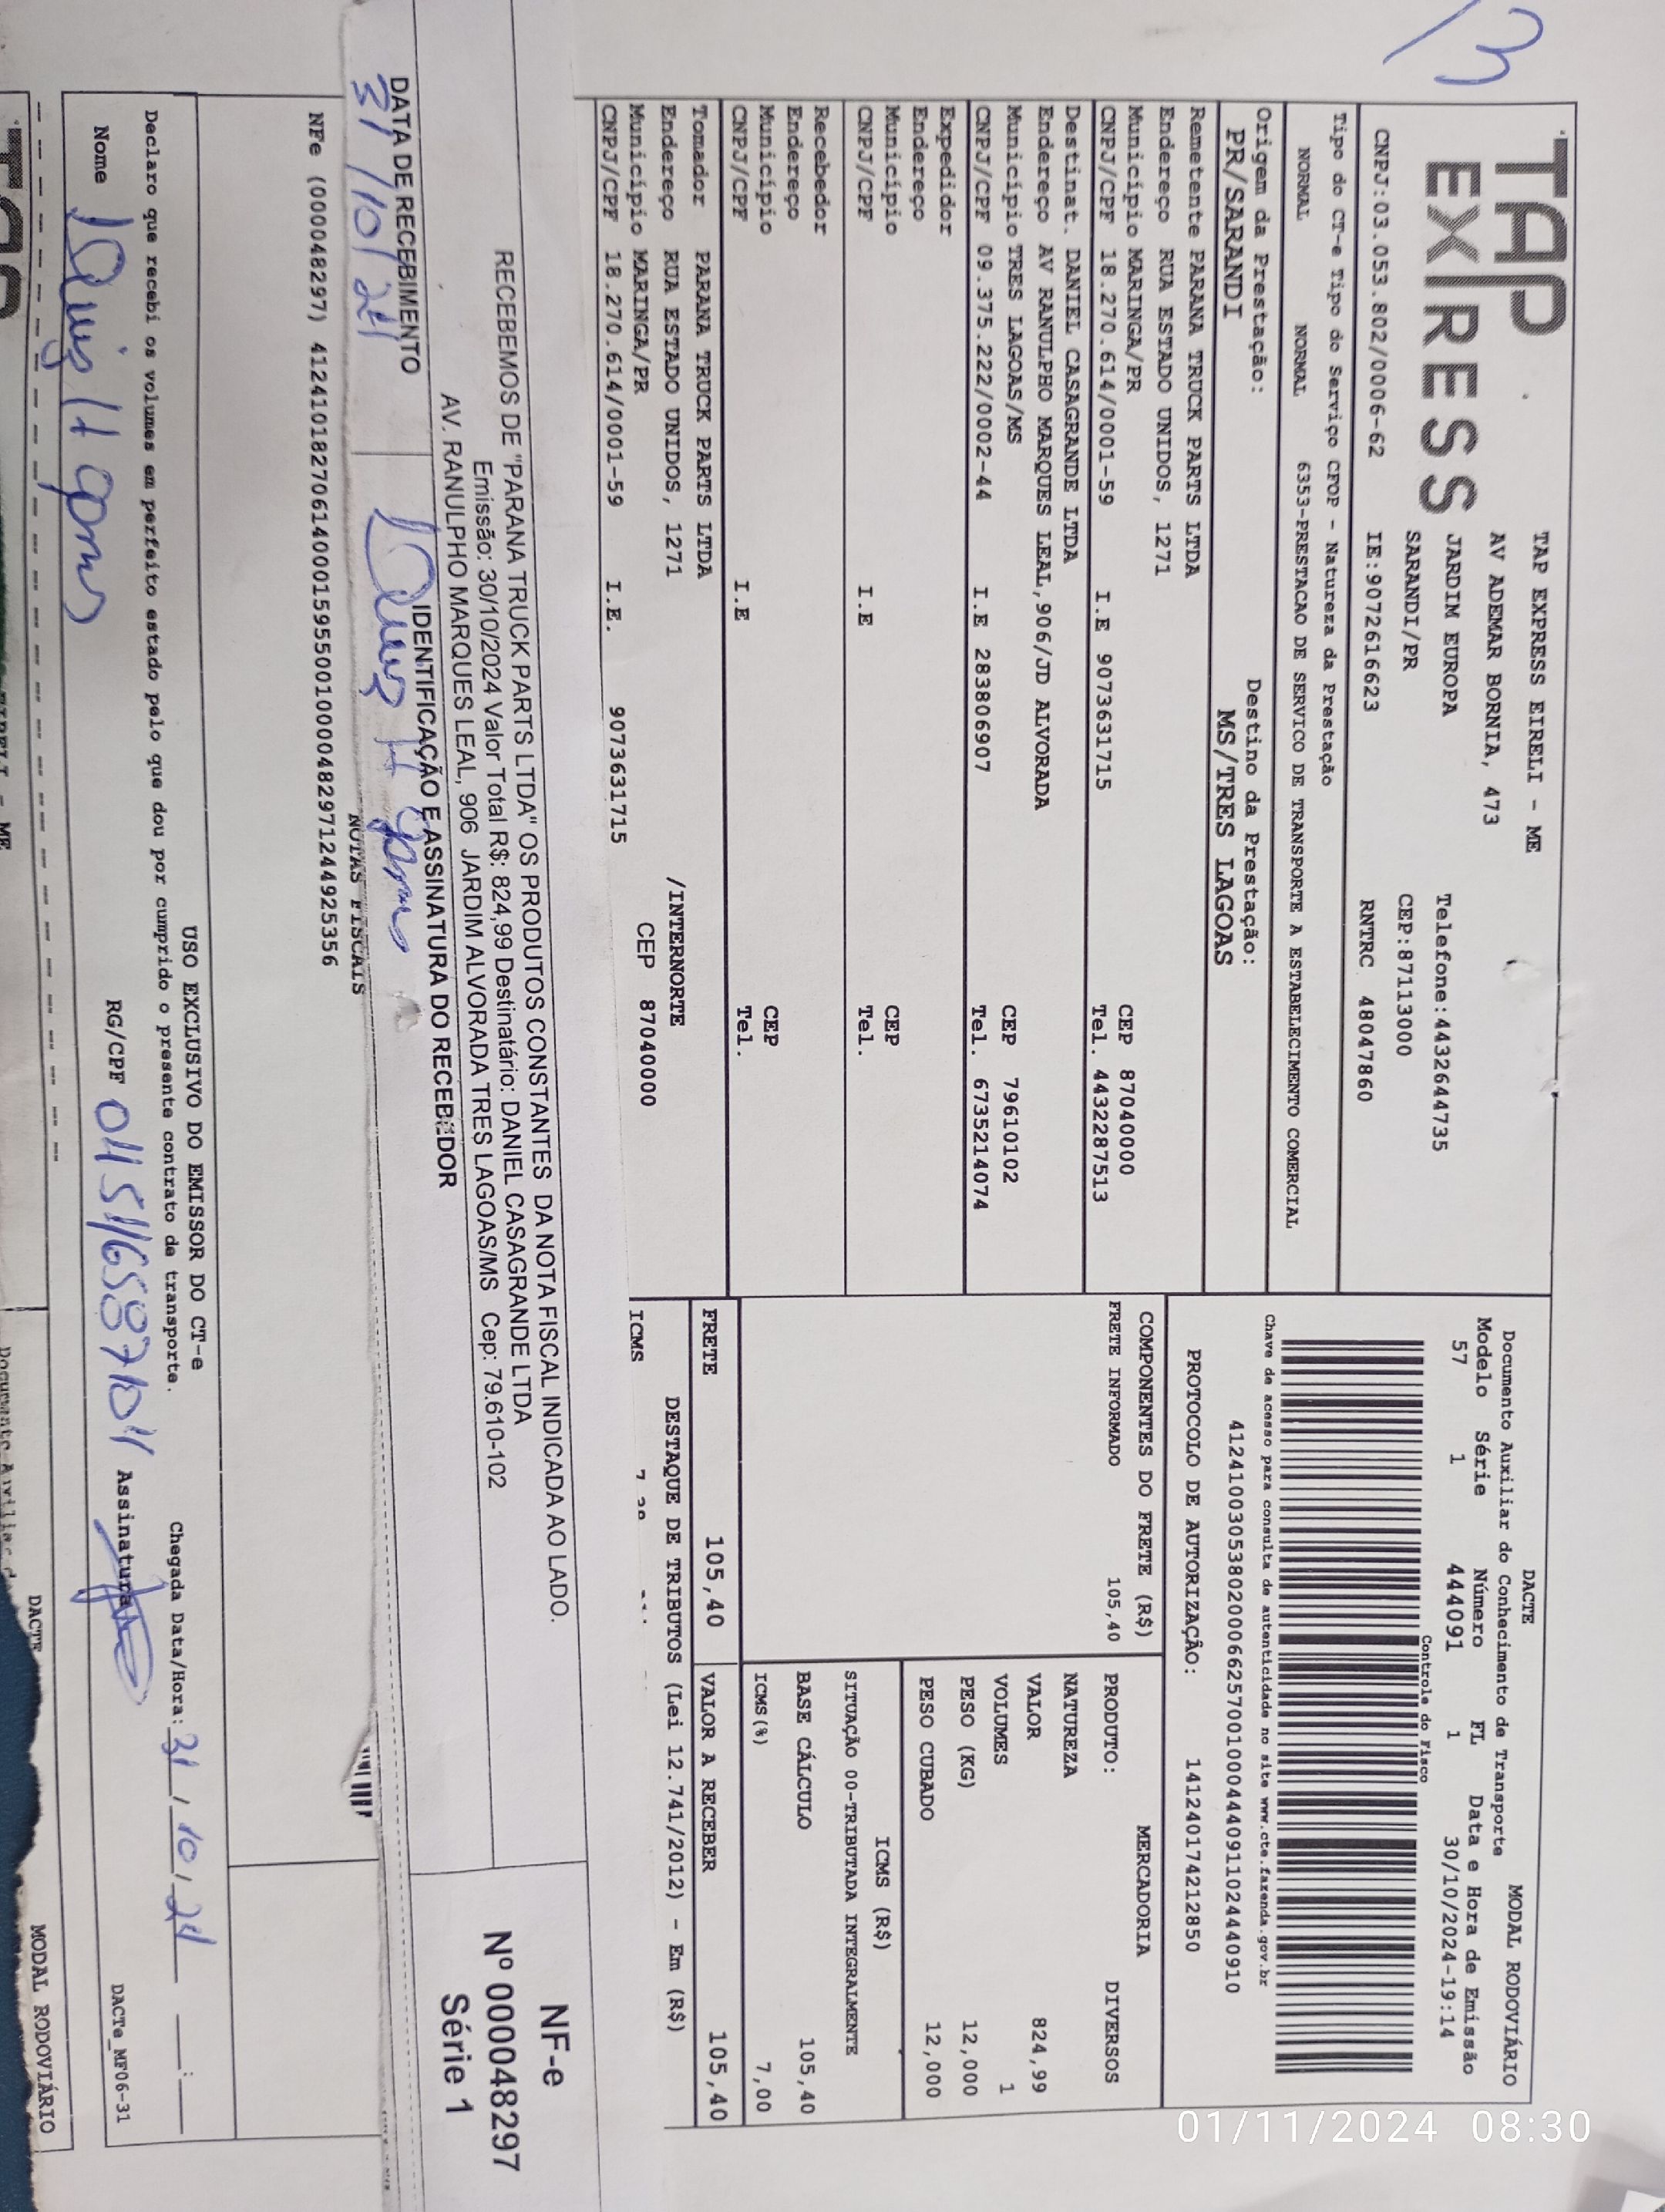 13
TAP
EXPRESS
TAP EXPRESS EIRELI - ME
AV ADEMAR BORNIA, 473
JARDIM EUROPA
SARANDI/PR
Telefone:4432644735
CEP:87113000
CNPJ:03.053.802/0006-62 IE:9072616623 RNTRC 48047860
Tipo do CT-e Tipo do Serviço CFOP - Natureza da Prestação
NORMAL NORMAL 6353-PRESTACAO DE SERVICO DE TRANSPORTE A ESTABELECIMENTO COMERCIAL
Origem da Prestação: Destino da Prestação:
PR/SARANDI MS/TRES LAGOAS
Remetente PARANA TRUCK PARTS LTDA
Endereço RUA ESTADO UNIDOS, 1271
Município MARINGA/PR CEP 87040000
CNPJ/CPF 18.270.614/0001-59 I.E 9073631715 Tel. 4432287513
Destinat. DANIEL CASAGRANDE LTDA
Endereço AV RANULPHO MARQUES LEAL,906/JD ALVORADA
Município TRES LAGOAS/MS CEP 79610102
CNPJ/CPF 09.375.222/0002-44 I.E 283806907 Tel. 6735214074
Expedidor
Endereço
Município CEP
CNPJ/CPF I.E Tel.
Recebedor
Endereço
Município CEP
CNPJ/CPF I.E Tel.
Tomador PARANA TRUCK PARTS LTDA
Endereço RUA ESTADO UNIDOS, 1271 /INTERNORTE
Município MARINGA/PR CEP 87040000
CNPJ/CPF 18.270.614/0001-59 I.E. 9073631715
DACTE MODAL RODOVIÁRIO
Documento Auxiliar do Conhecimento de Transporte
Modelo Série Número FL Data e Hora de Emissão
57 1 444091 1 30/10/2024-19:14
Controle do Fisco
Chave de acesso para consulta de autenticidade no site www.cte.fazenda.gov.br
41241003053802000662570010004440911024440910
PROTOCOLO DE AUTORIZAÇÃO: 141240174212850
COMPONENTES DO FRETE (R$)
FRETE INFORMADO 105,40
MERCADORIA
PRODUTO: DIVERSOS
NATUREZA
VALOR 824,99
VOLUMES 1
PESO (KG) 12,000
PESO CUBADO 12,000
ICMS (R$)
SITUAÇÃO 00-TRIBUTADA INTEGRALMENTE
BASE CÁLCULO 105,40
ICMS(%) 7,00
FRETE 105,40 VALOR A RECEBER 105,40
DESTAQUE DE TRIBUTOS (Lei 12.741/2012) - Em (R$)
ICMS
RECEBEMOS DE "PARANA TRUCK PARTS LTDA" OS PRODUTOS CONSTANTES DA NOTA FISCAL INDICADA AO LADO.
Emissão: 30/10/2024 Valor Total R$: 824,99 Destinatário: DANIEL CASAGRANDE LTDA
AV. RANULPHO MARQUES LEAL, 906 JARDIM ALVORADA TRES LAGOAS/MS Cep: 79.610-102
DATA DE RECEBIMENTO IDENTIFICAÇÃO E ASSINATURA DO RECEBEDOR
31/10/24
NF-e
Nº 000048297
Série 1
NOTAS FISCAIS
NFe (000048297) 41241018270614000159550010000482971244925356
USO EXCLUSIVO DO EMISSOR DO CT-e
Declaro que recebi os volumes em perfeito estado pelo que dou por cumprido o presente contrato de transporte.
Chegada Data/Hora: 31/10/24 :
Nome RG/CPF Assinatura
DACTe_MF06-31
DACTE MODAL RODOVIÁRIO
01/11/2024 08:30